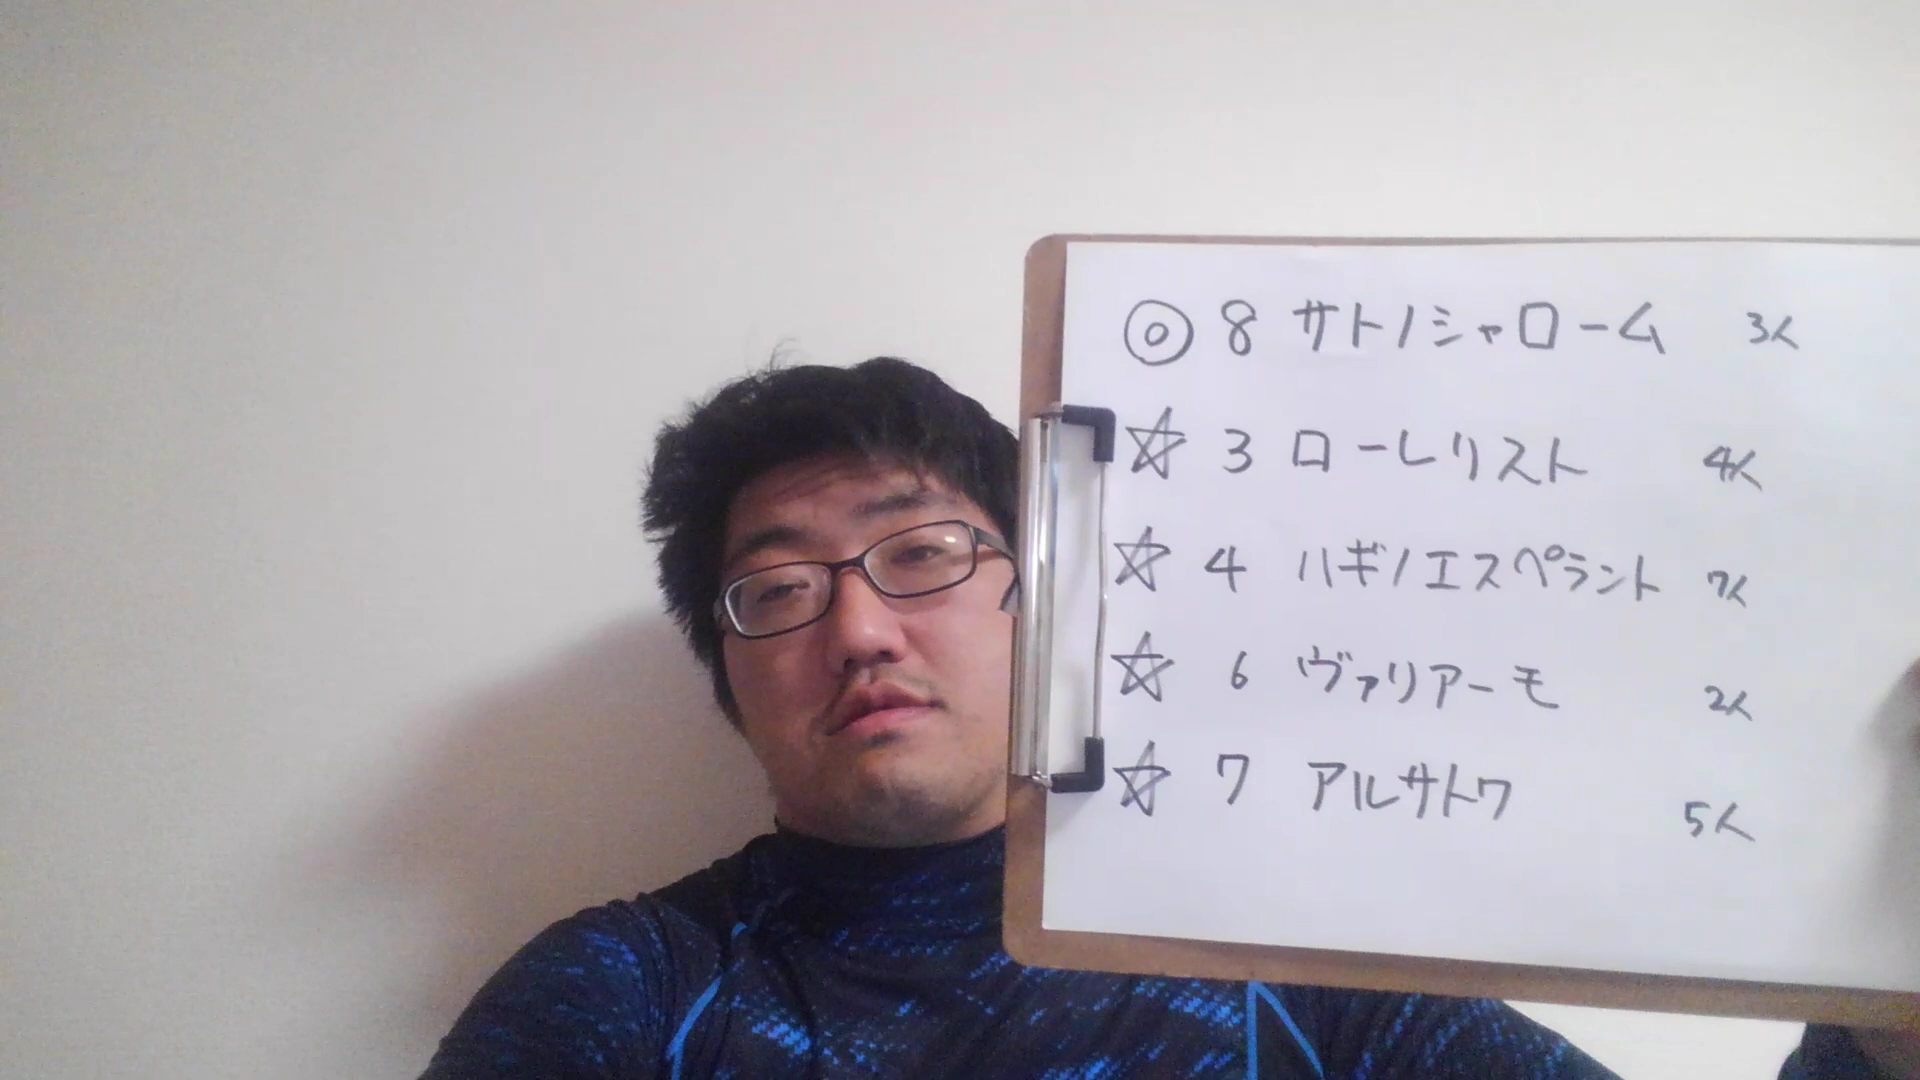 ◎ 8 サトノシャローム 3人
☆ 3 ローレリスト 4人
☆ 4 ハギノエスペラント 7人
☆ 6 ヴァリアーモ 2人
☆ 7 アルサトワ 5人